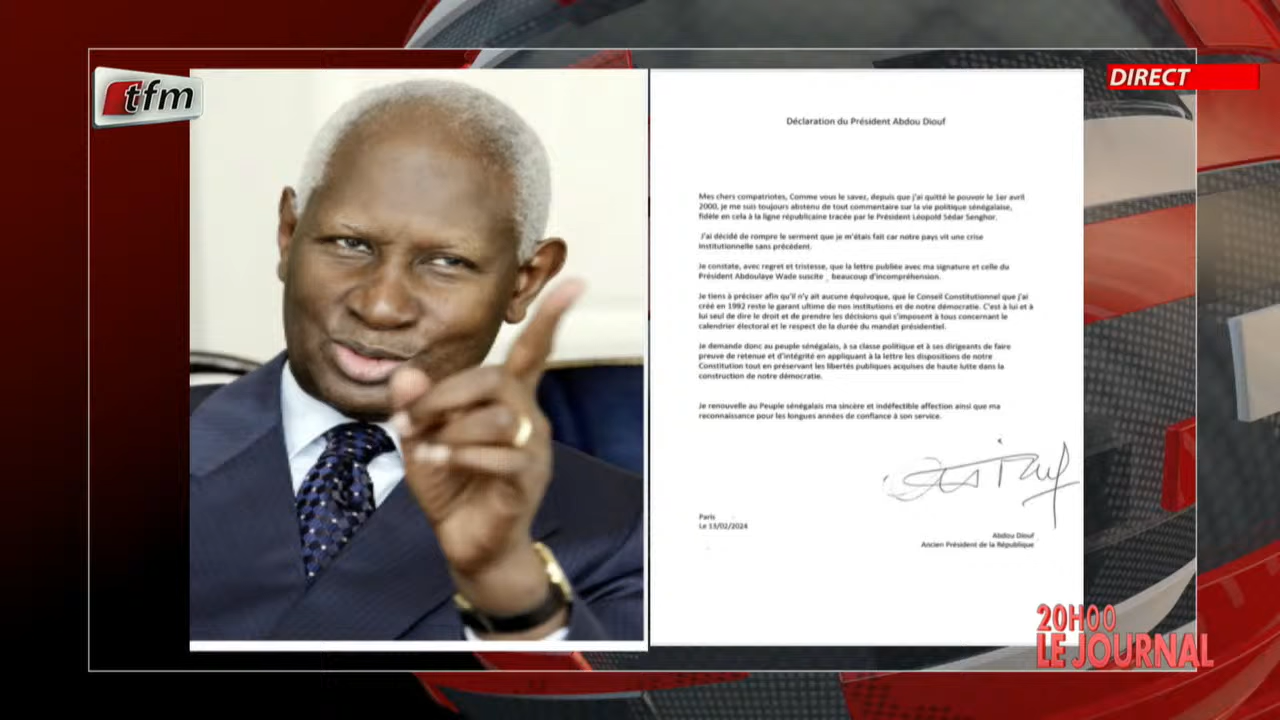 tfm
DIRECT
Déclaration du Président Abdou Diouf
Mes chers compatriotes, Comme vous le savez, depuis que j'ai quitté le pouvoir le 1er avril
2000, je me suis toujours abstenu de tout commentaire sur la vie politique sénégalaise,
fidèle en cela à la ligne républicaine tracée par le Président Léopold Sédar Senghor.
J'ai décidé de rompre le serment que je m'étais fait car notre pays vit une crise
institutionnelle sans précédent.
Je constate, avec regret et tristesse, que la lettre publiée avec ma signature et celle du
Président Abdoulaye Wade suscite beaucoup d'incompréhension.
Je tiens à préciser afin qu'il n'y ait aucune équivoque, que le Conseil Constitutionnel que j'ai
créé en 1992 reste le garant ultime de nos institutions et de notre démocratie. C'est à lui et à
lui seul de dire le droit et de prendre les décisions qui s'imposent à tous concernant le
calendrier électoral et le respect de la durée du mandat présidentiel.
Je demande donc au peuple sénégalais, à sa classe politique et à ses dirigeants de faire
preuve de retenue et d'intégrité en appliquant à la lettre les dispositions de notre
Constitution tout en préservant les libertés publiques acquises de haute lutte dans la
construction de notre démocratie.
Je renouvelle au Peuple sénégalais ma sincère et indéfectible affection ainsi que ma
reconnaissance pour les longues années de confiance à son service.
Paris
Le 13/02/2024
Abdou Diouf
Ancien Président de la République
20H00
LE JOURNAL